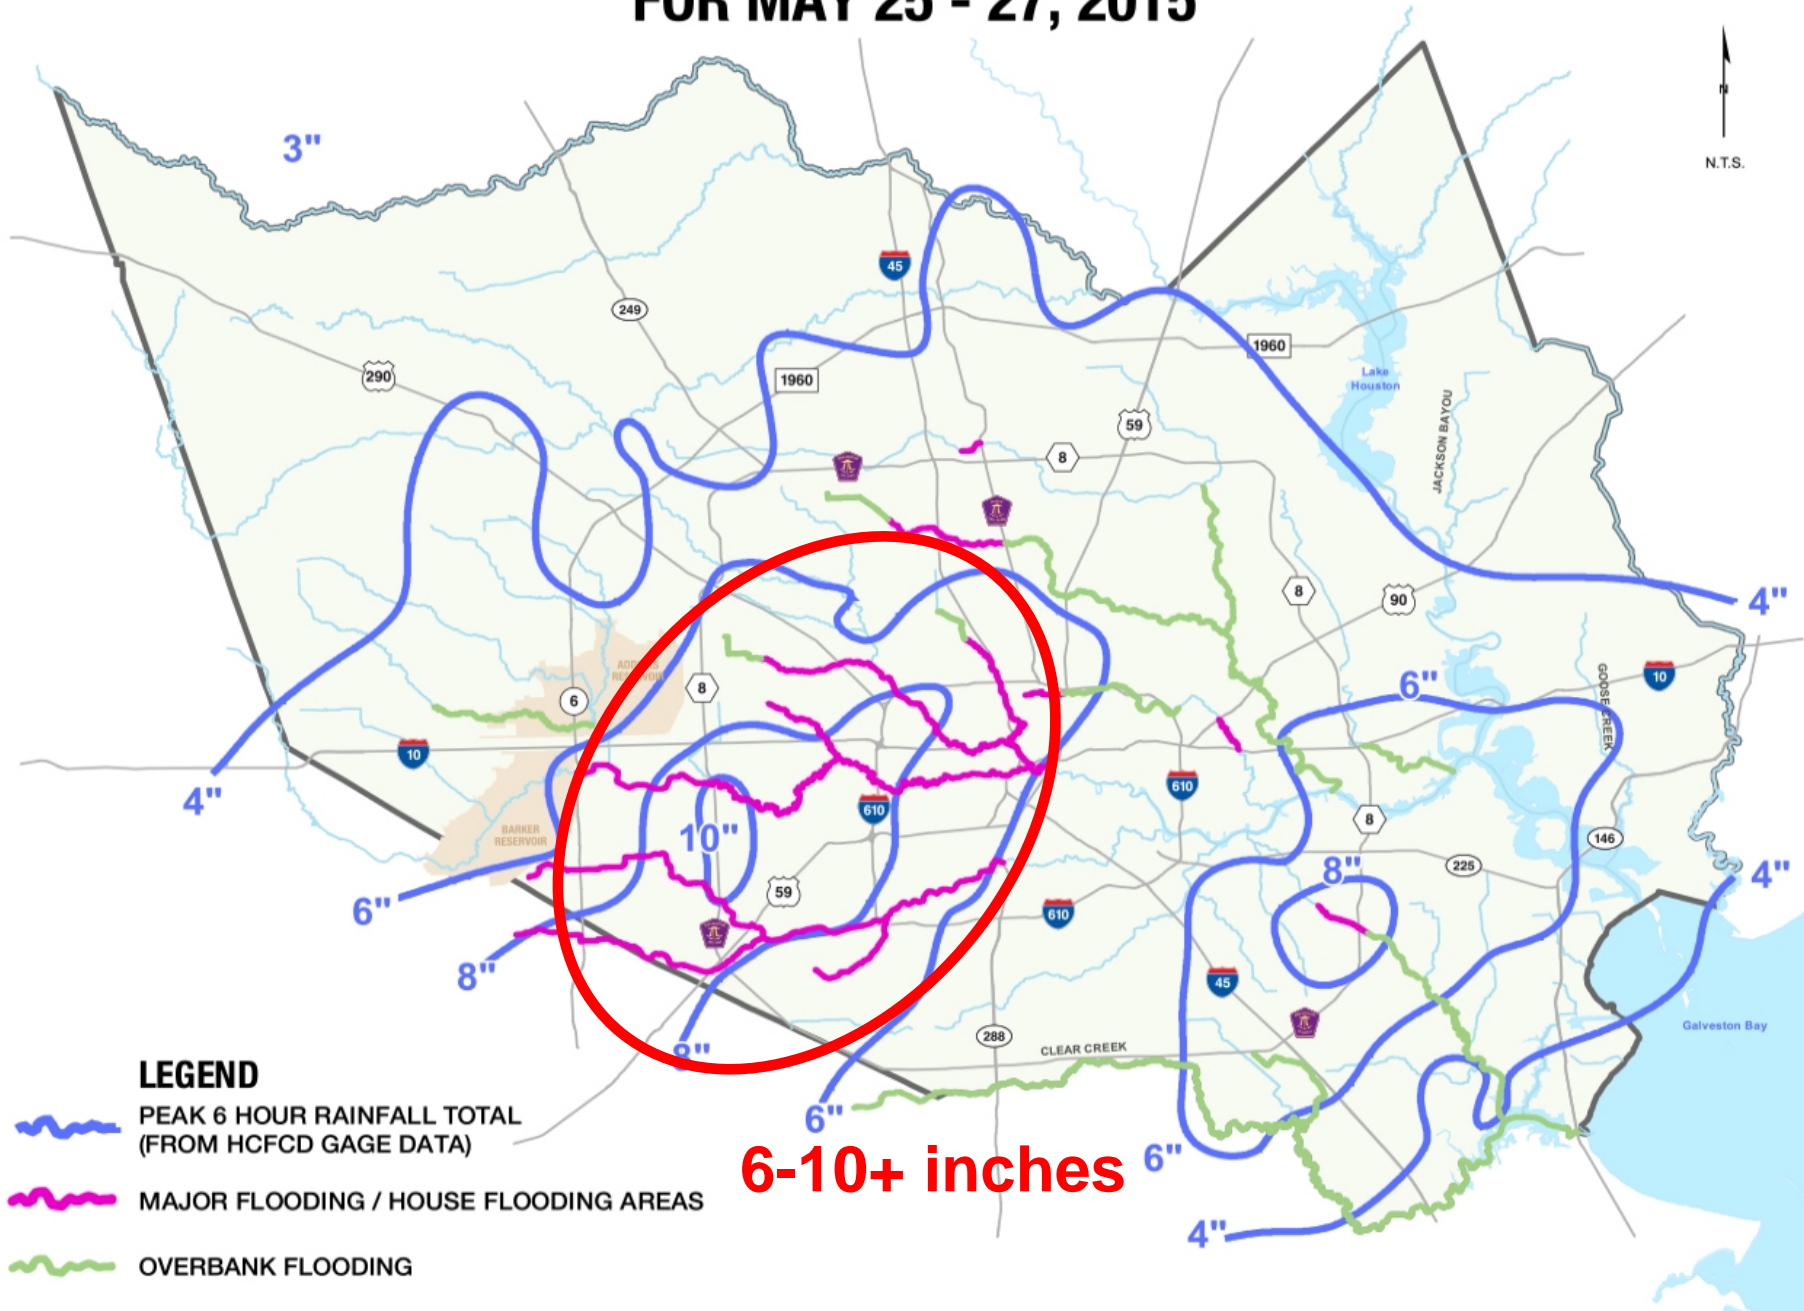 FOR MAY 25 - 27, 2015
N
N.T.S.
3"
45
249
290
1960
1960
Lake
Houston
JACKSON BAYOU
59
8
8
90
4"
ADDICKS
RESERVOIR
6
8
6"
10
GOOSE CREEK
10
4"
610
610
10"
BARKER
RESERVOIR
8
146
8"
225
4"
59
6"
610
8"
45
Galveston Bay
288
CLEAR CREEK
8"
6"
6-10+ inches
6"
4"
LEGEND
PEAK 6 HOUR RAINFALL TOTAL
(FROM HCFCD GAGE DATA)
MAJOR FLOODING / HOUSE FLOODING AREAS
OVERBANK FLOODING